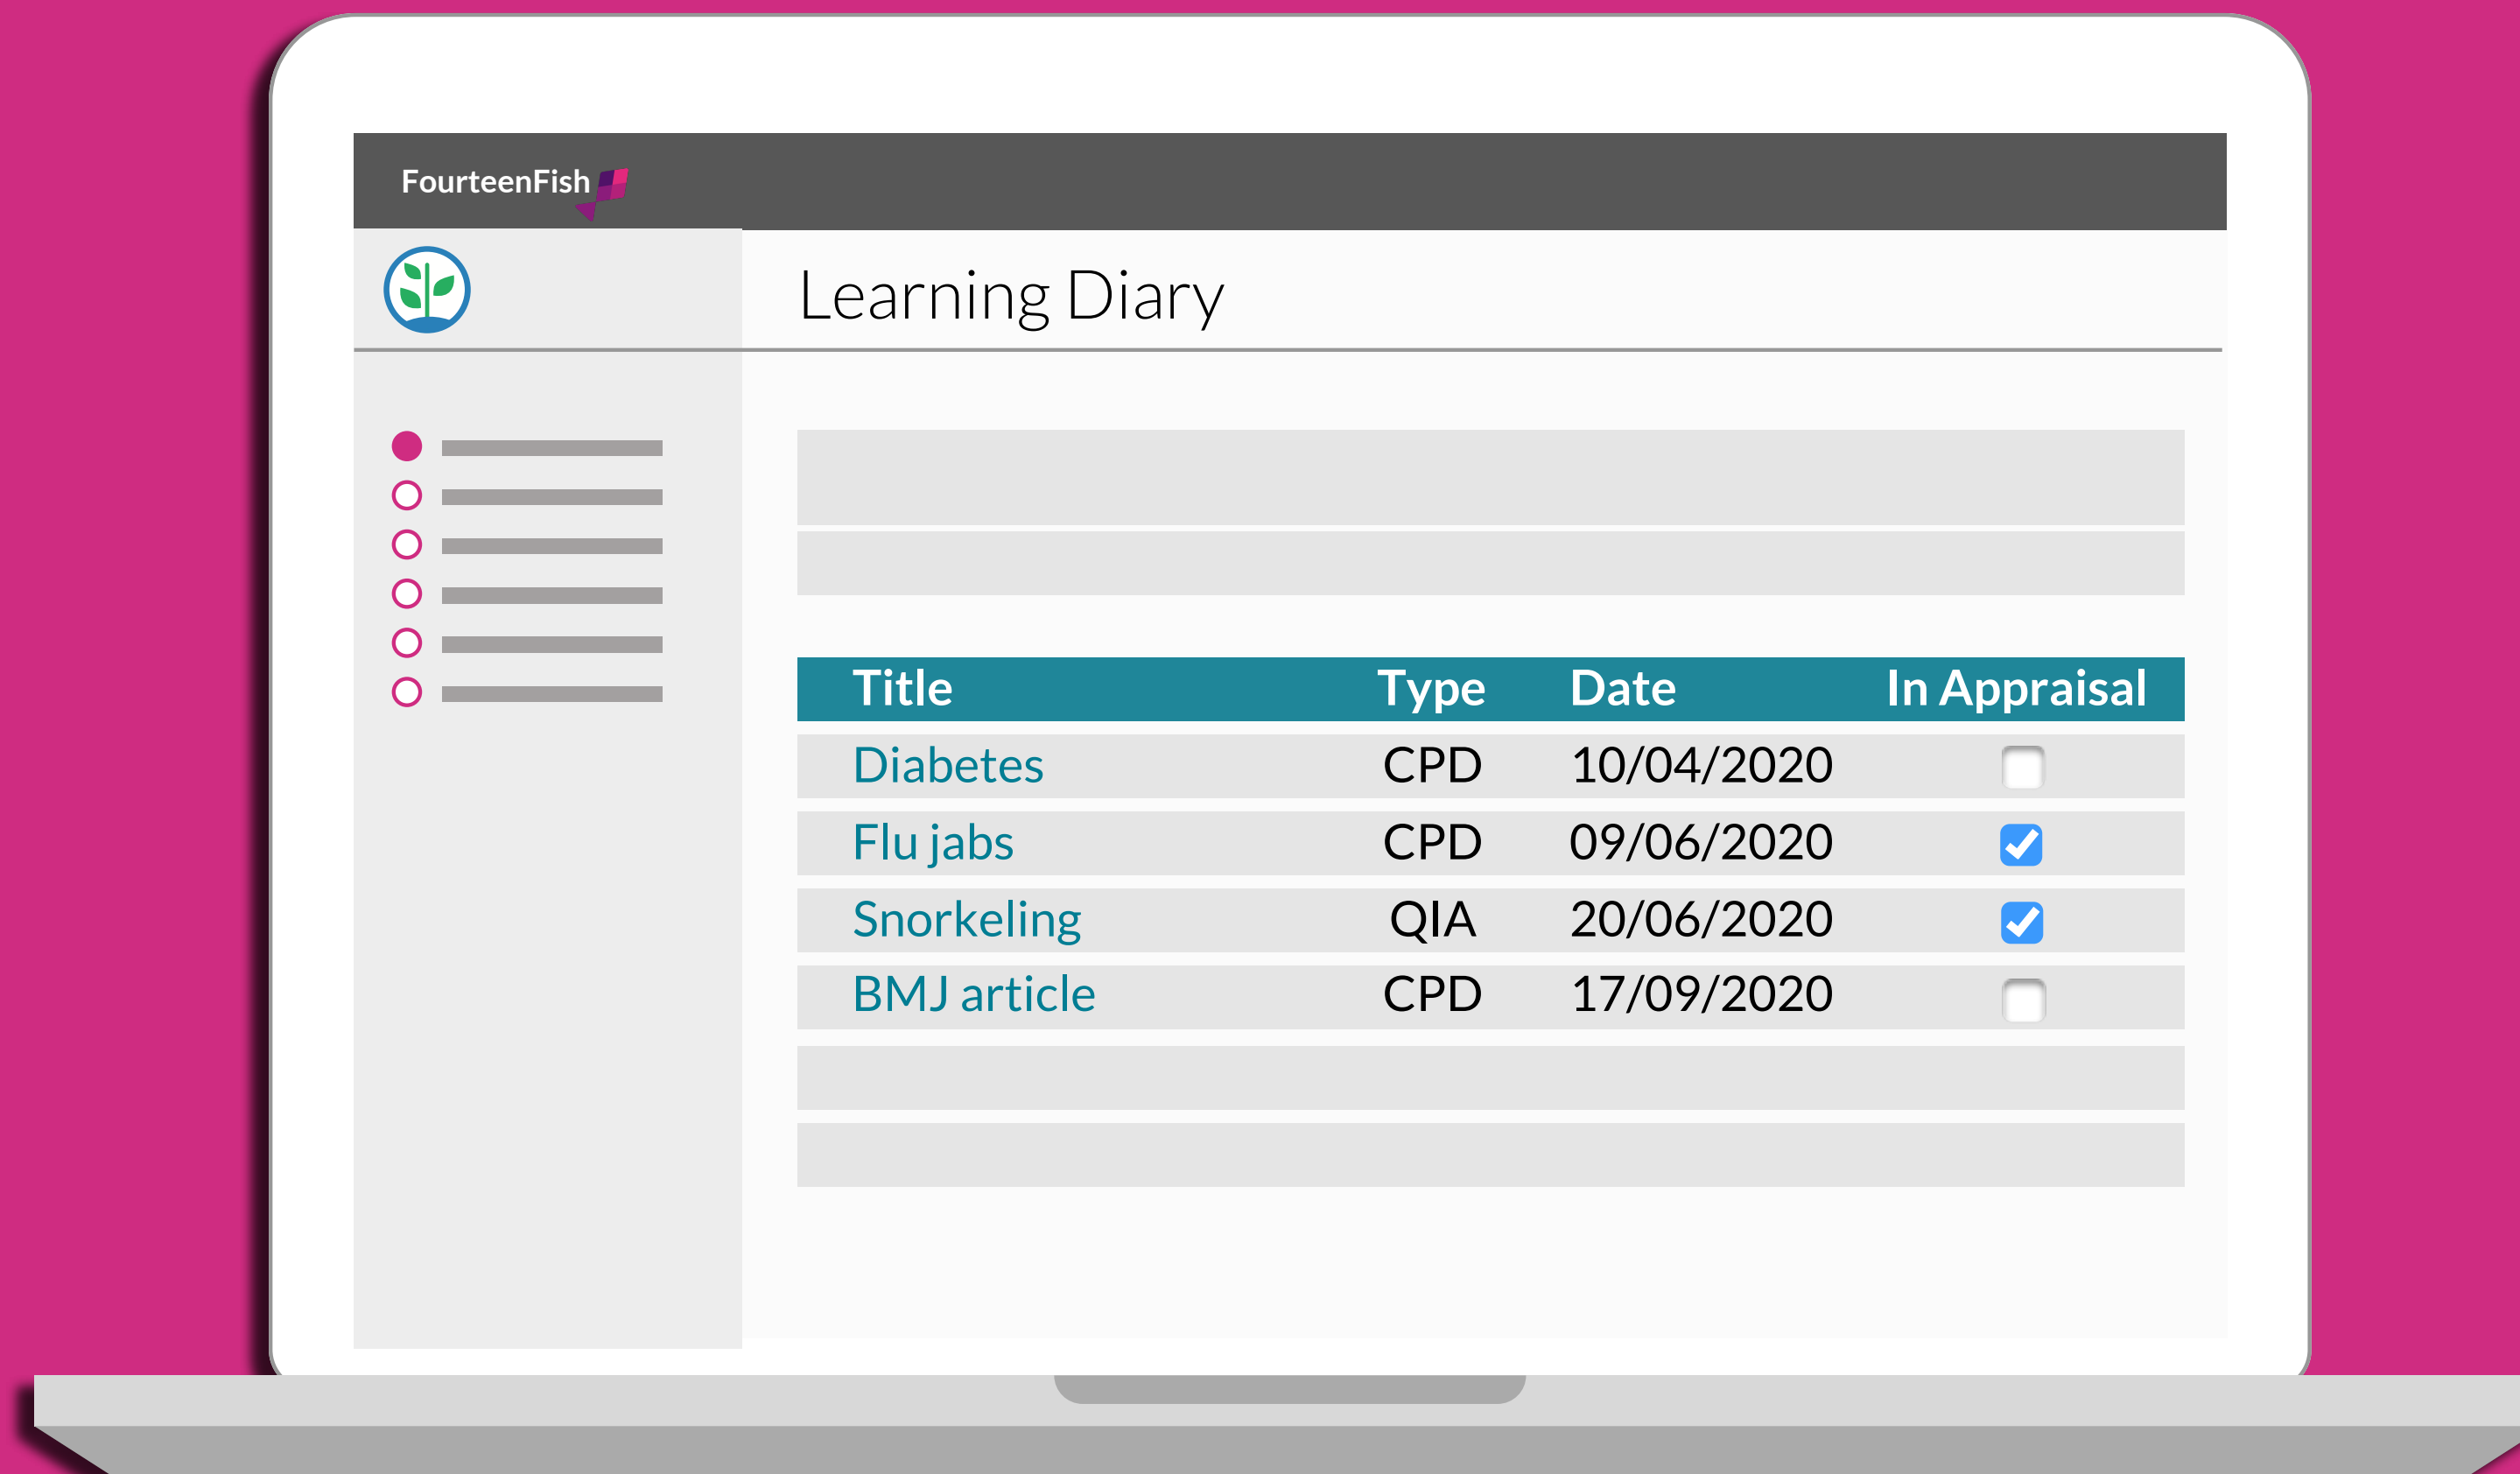 FourteenFish
Learning Diary
Title Type Date In Appraisal
Diabetes CPD 10/04/2020
Flu jabs CPD 09/06/2020
Snorkeling QIA 20/06/2020
BMJ article CPD 17/09/2020